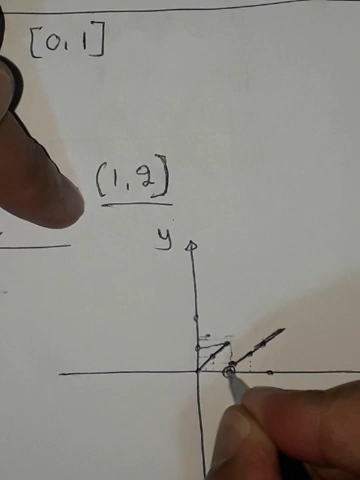 [0,1]
(1,2]
y